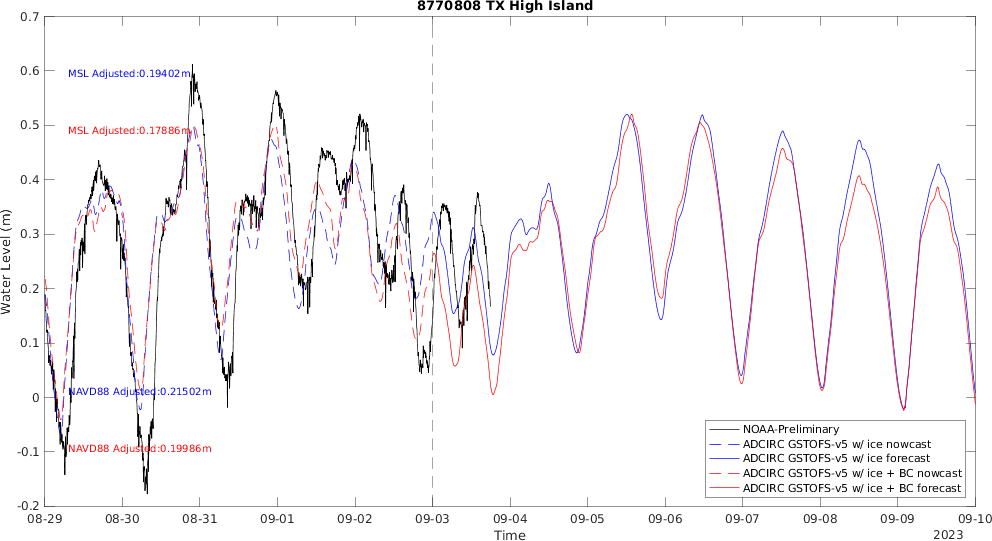 8770808 TX High Island
0.7
0.6
0.5
0.4
0.3
0.2
0.1
0
-0.1
-0.2
Water Level (m)
MSL Adjusted:0.19402m
MSL Adjusted:0.17886m
NAVD88 Adjusted:0.21502m
NAVD88 Adjusted:0.19986m
NOAA-Preliminary
ADCIRC GSTOFS-v5 w/ ice nowcast
ADCIRC GSTOFS-v5 w/ ice forecast
ADCIRC GSTOFS-v5 w/ ice + BC nowcast
ADCIRC GSTOFS-v5 w/ ice + BC forecast
08-29 08-30 08-31 09-01 09-02 09-03 09-04 09-05 09-06 09-07 09-08 09-09 09-10
Time
2023